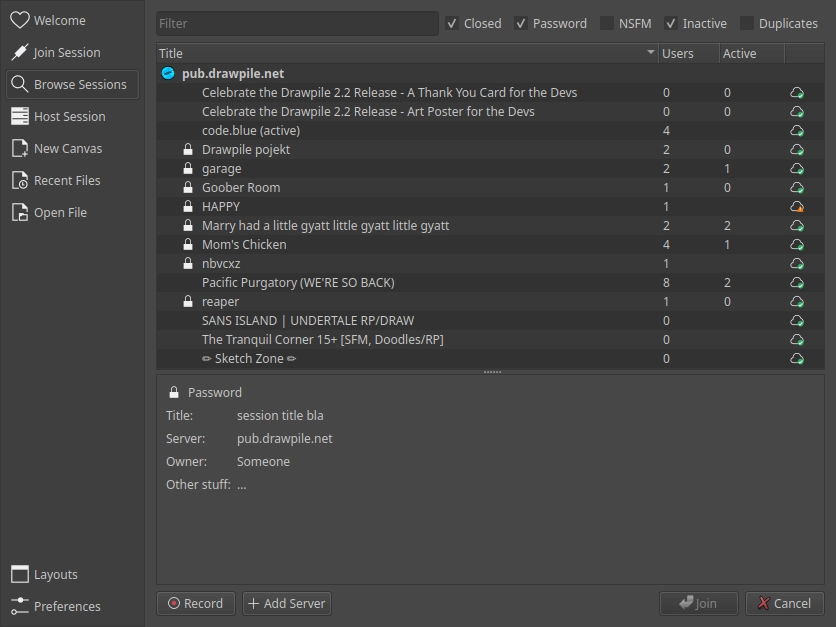 Welcome
Join Session
Browse Sessions
Host Session
New Canvas
Recent Files
Open File
Layouts
Preferences
Filter
Closed Password NSFM Inactive Duplicates
Title Users Active
pub.drawpile.net
Celebrate the Drawpile 2.2 Release - A Thank You Card for the Devs 0 0
Celebrate the Drawpile 2.2 Release - Art Poster for the Devs 0 0
code.blue (active) 4
Drawpile pojekt 2 0
garage 2 1
Goober Room 1 0
HAPPY 1
Marry had a little gyatt little gyatt little gyatt 2 2
Mom's Chicken 4 1
nbvcxz 1
Pacific Purgatory (WE'RE SO BACK) 8 2
reaper 1 0
SANS ISLAND | UNDERTALE RP/DRAW 0
The Tranquil Corner 15+ [SFM, Doodles/RP] 0
✏ Sketch Zone ✏ 0
Password
Title: session title bla
Server: pub.drawpile.net
Owner: Someone
Other stuff: ...
Record + Add Server Join Cancel